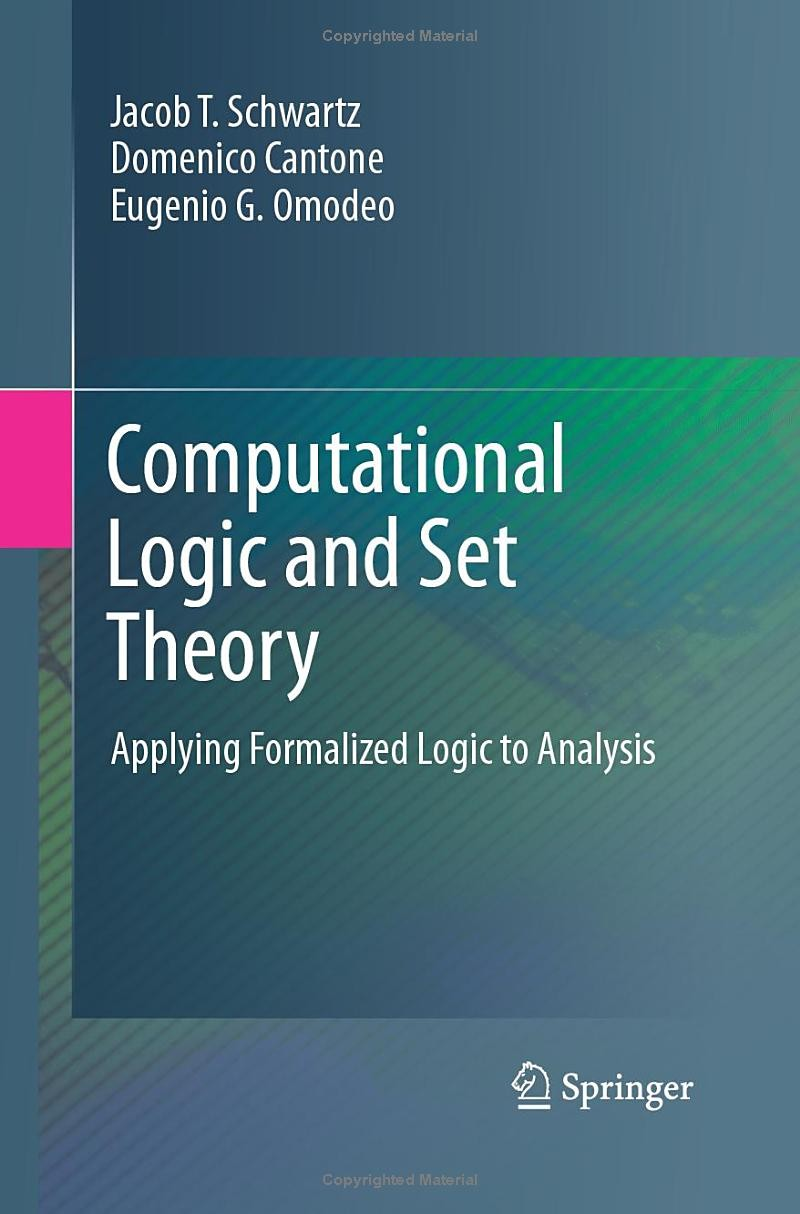 Copyrighted Material
Jacob T. Schwartz
Domenico Cantone
Eugenio G. Omodeo
Computational
Logic and Set
Theory
Applying Formalized Logic to Analysis
Springer
Copyrighted Material